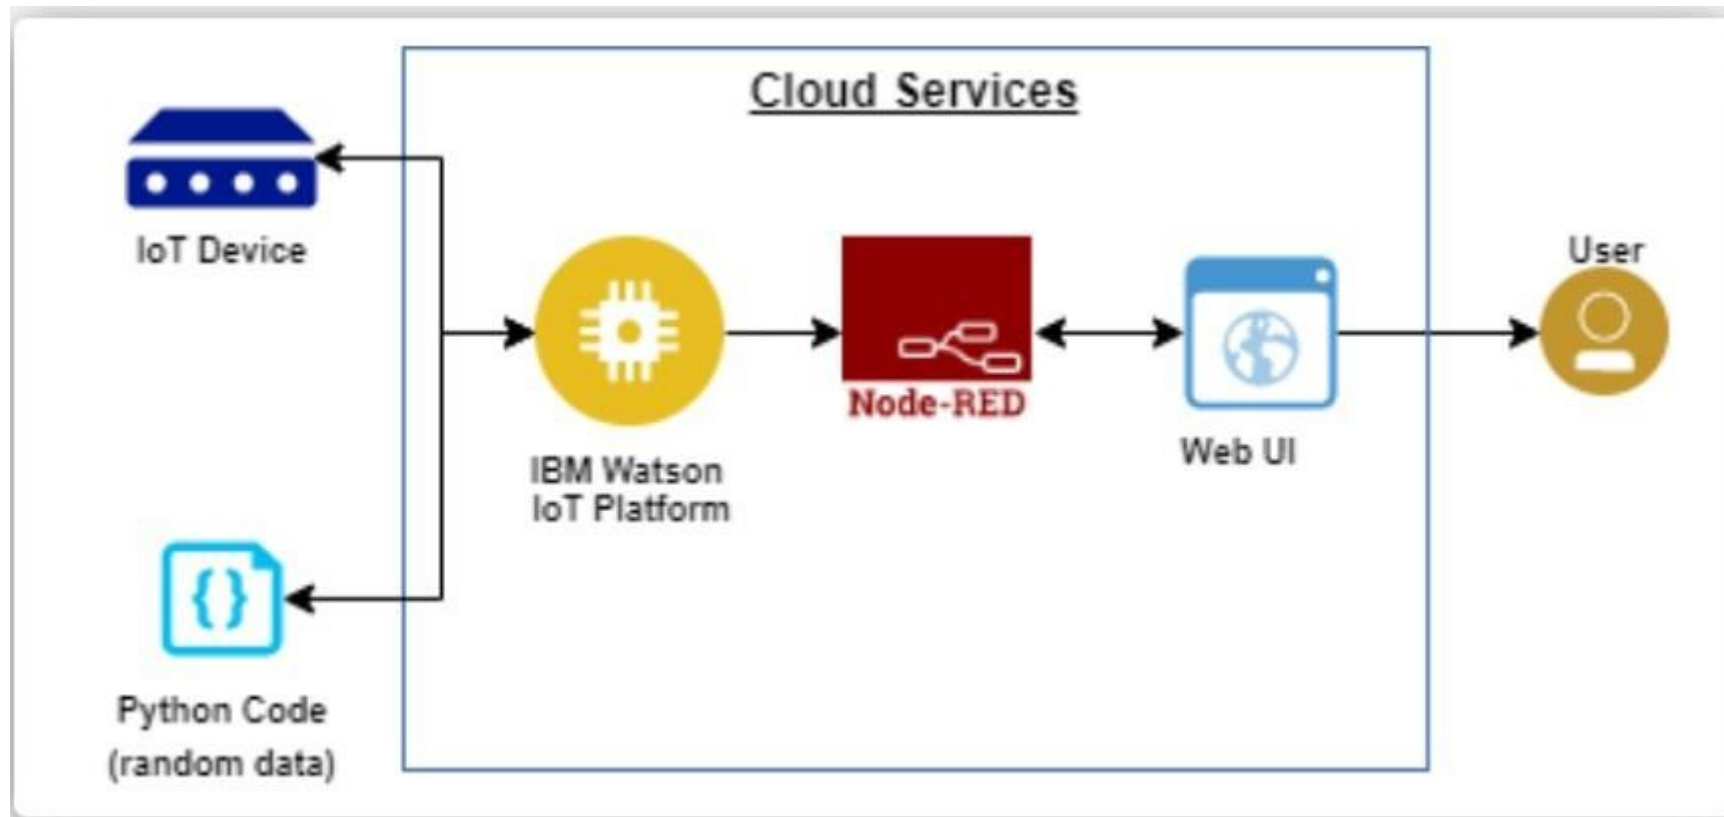 Cloud Services
IoT Device
User
Node-RED
Web UI
IBM Watson
IoT Platform
{}
Python Code
(random data)